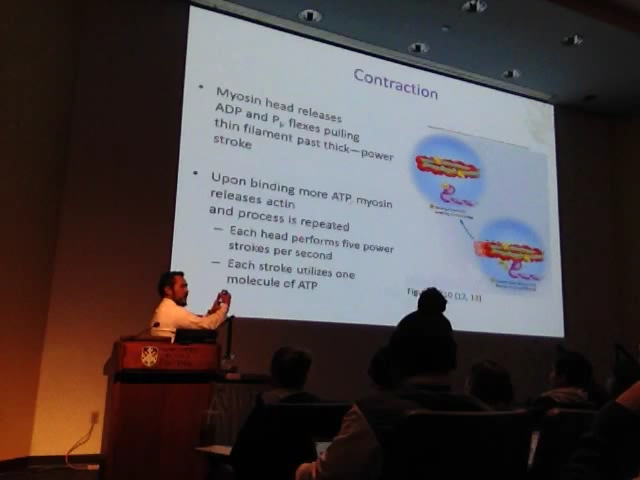 Contraction
• Myosin head releases
ADP and Pi, flexes pulling
thin filament past thick—power
stroke
• Upon binding more ATP, myosin
releases actin
and process is repeated
– Each head performs five power
strokes per second
– Each stroke utilizes one
molecule of ATP